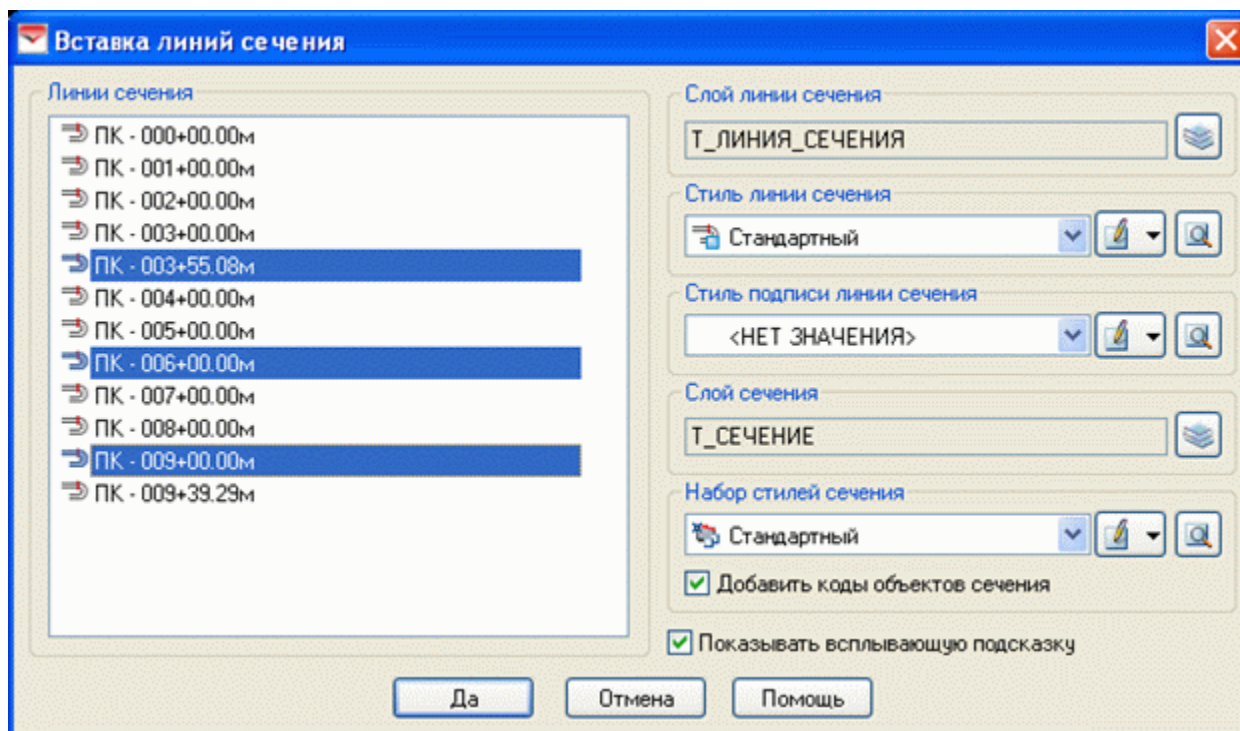 Вставка линий сечения
Линии сечения
ПК - 000+00.00м
ПК - 001+00.00м
ПК - 002+00.00м
ПК - 003+00.00м
ПК - 003+55.08м
ПК - 004+00.00м
ПК - 005+00.00м
ПК - 006+00.00м
ПК - 007+00.00м
ПК - 008+00.00м
ПК - 009+00.00м
ПК - 009+39.29м
Слой линии сечения
Т_ЛИНИЯ_СЕЧЕНИЯ
Стиль линии сечения
Стандартный
Стиль подписи линии сечения
<НЕТ ЗНАЧЕНИЯ>
Слой сечения
Т_СЕЧЕНИЕ
Набор стилей сечения
Стандартный
Добавить коды объектов сечения
Показывать всплывающую подсказку
Да
Отмена
Помощь